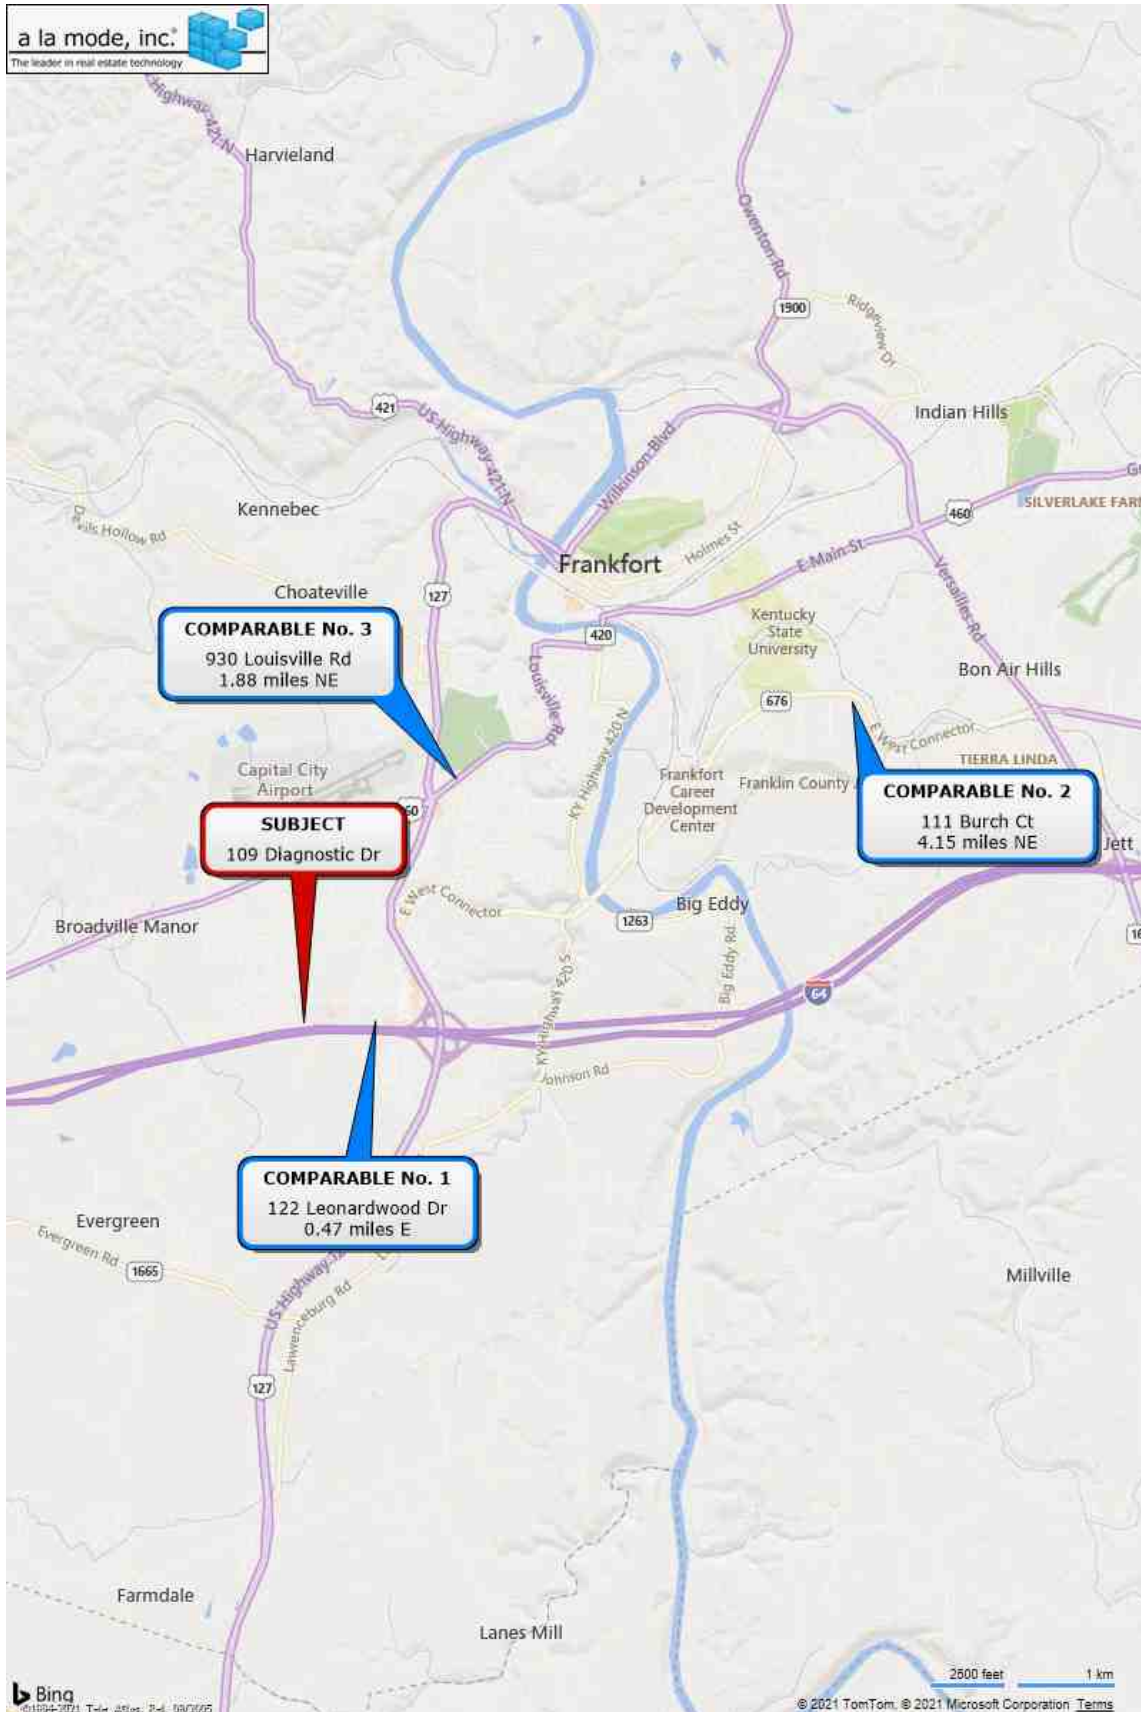 a la mode, inc.®
The leader in real estate technology
Highway 421 N
Harvieland
Owenton Rd
1900
Ridgeview Dr
421
US Highway 421 N
Indian Hills
Wilkinson Blvd
Kennebec
460
SILVERLAKE FAR
Devils Hollow Rd
Holmes St
E Main St
Frankfort
Versailles Rd
Choateville
127
Kentucky
State
University
COMPARABLE No. 3
930 Louisville Rd
1.88 miles NE
420
Louisville Rd
Bon Air Hills
676
E West Connector
KY Highway 420 N
TIERRA LINDA
Capital City
Airport
Frankfort
Career
Development
Center
Franklin County
COMPARABLE No. 2
111 Burch Ct
4.15 miles NE
60
SUBJECT
109 Diagnostic Dr
Jett
E West Connector
Big Eddy
1263
Broadville Manor
Big Eddy Rd
64
KY Highway 420 S
Johnson Rd
COMPARABLE No. 1
122 Leonardwood Dr
0.47 miles E
Evergreen
Evergreen Rd
1665
US Highway 12
Lawrenceburg Rd
Millville
127
Farmdale
Lanes Mill
2500 feet
1 km
Bing
© 2021 TomTom, © 2021 Microsoft Corporation Terms